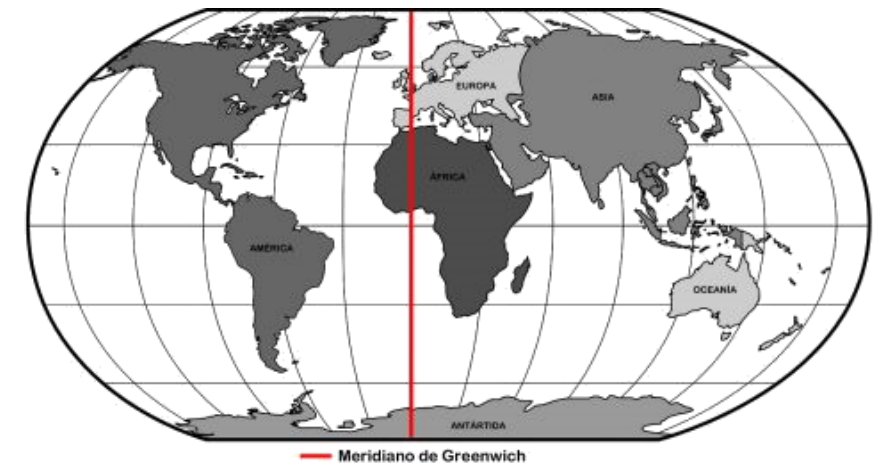 EUROPA
ASIA
ÁFRICA
AMÉRICA
OCEANÍA
ANTÁRTIDA
Meridiano de Greenwich